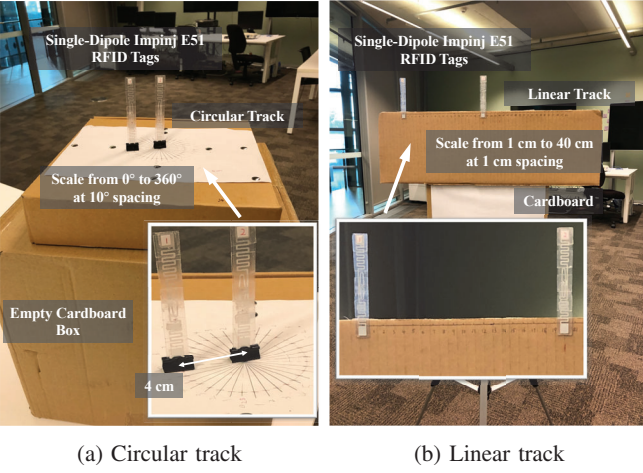 Single-Dipole Impinj E51
RFID Tags
Circular Track
Scale from 0° to 360°
at 10° spacing
Empty Cardboard
Box
4 cm
1
2
(a) Circular track
Single-Dipole Impinj E51
RFID Tags
Linear Track
Scale from 1 cm to 40 cm
at 1 cm spacing
Cardboard
(b) Linear track